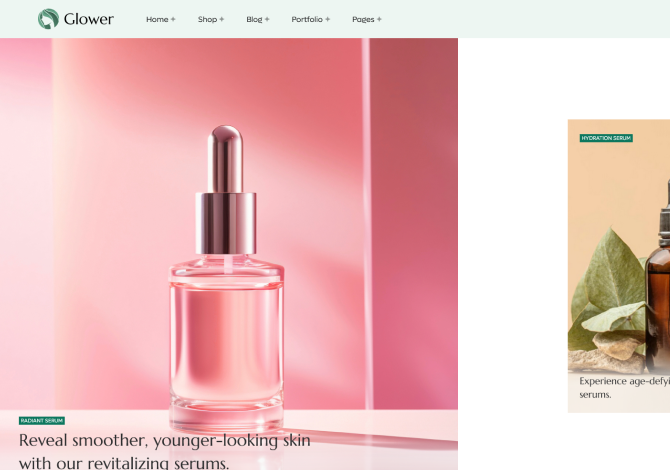 Glower
Home +
Shop +
Blog +
Portfolio +
Pages +
HYDRATION SERUM
Experience age-defyi
serums.
RADIANT SERUM
Reveal smoother, younger-looking skin
with our revitalizing serums.